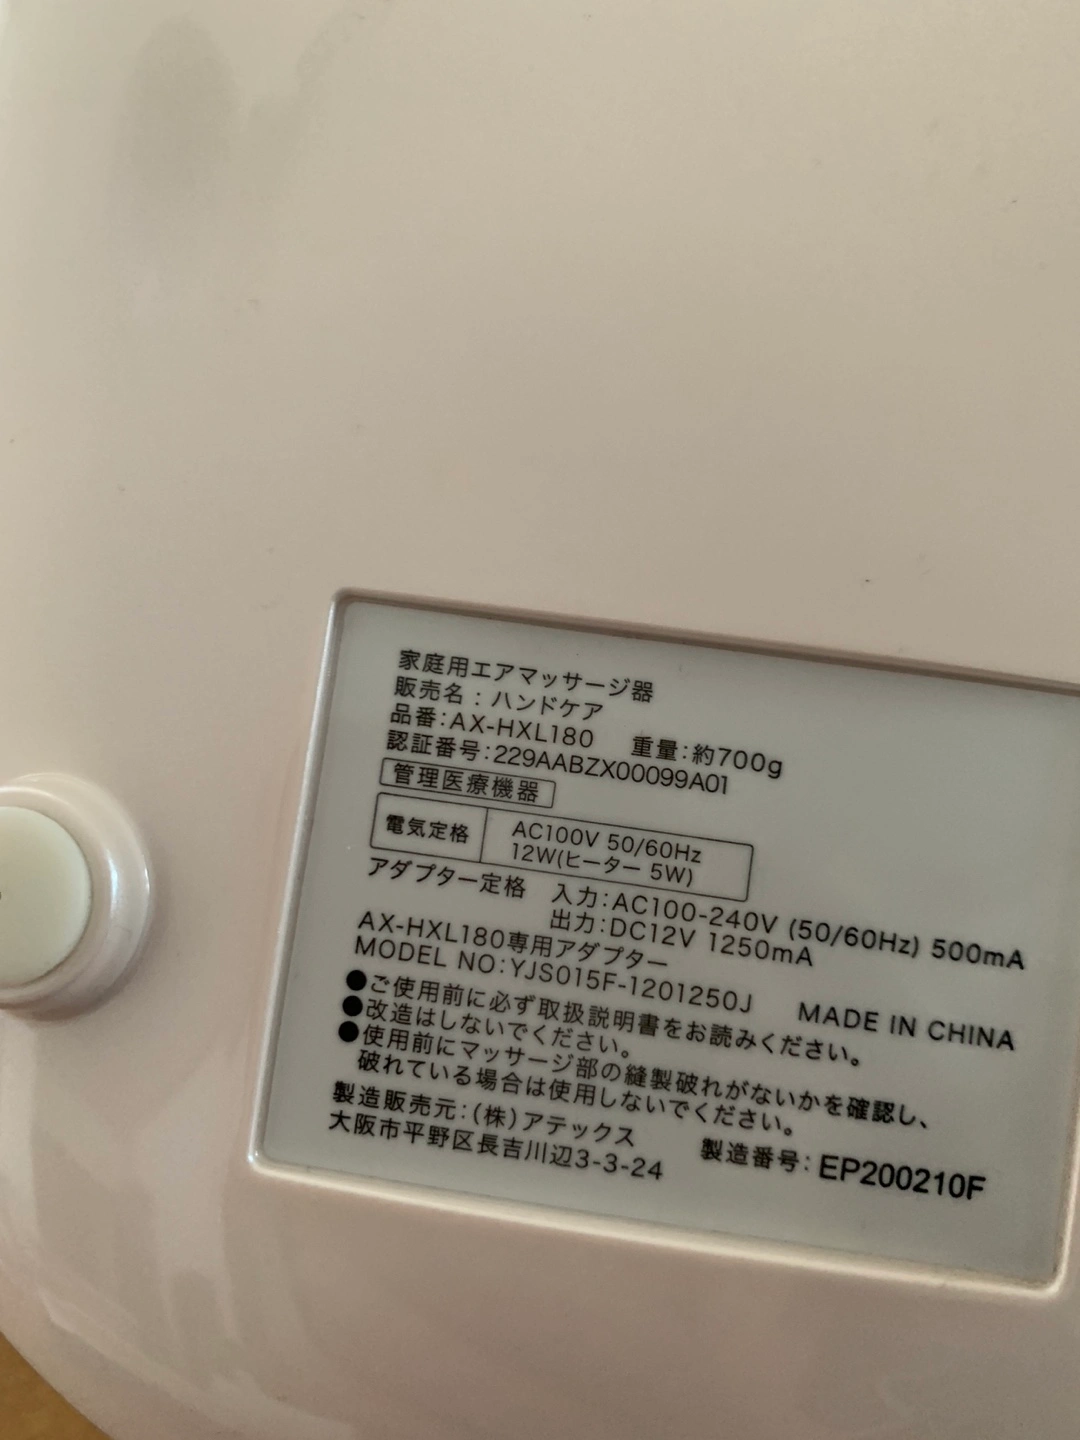 家庭用エアマッサージ器
販売名：ハンドケア
品番：AX-HXL180　重量：約700g
認証番号：229AABZX00099A01
管理医療機器
電気定格　AC100V 50/60Hz
12W(ヒーター 5W)
アダプター定格　入力：AC100-240V (50/60Hz) 500mA
出力：DC12V 1250mA
AX-HXL180専用アダプター
MODEL NO：YJS015F-1201250J　MADE IN CHINA
●ご使用前に必ず取扱説明書をお読みください。
●改造はしないでください。
●使用前にマッサージ部の縫製破れがないかを確認し、
破れている場合は使用しないでください。
製造販売元：(株)アテックス
大阪市平野区長吉川辺3-3-24　製造番号：EP200210F